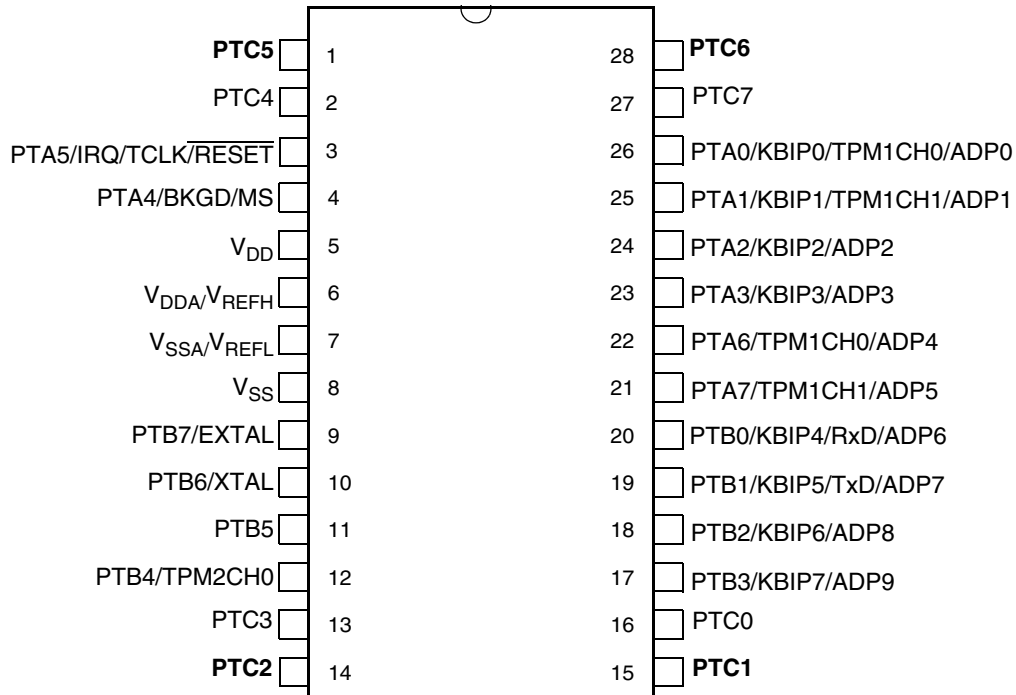 PTC5 1 28 PTC6
PTC4 2 27 PTC7
PTA5/IRQ/TCLK/RESET 3 26 PTA0/KBIP0/TPM1CH0/ADP0
PTA4/BKGD/MS 4 25 PTA1/KBIP1/TPM1CH1/ADP1
VDD 5 24 PTA2/KBIP2/ADP2
VDDA/VREFH 6 23 PTA3/KBIP3/ADP3
VSSA/VREFL 7 22 PTA6/TPM1CH0/ADP4
VSS 8 21 PTA7/TPM1CH1/ADP5
PTB7/EXTAL 9 20 PTB0/KBIP4/RxD/ADP6
PTB6/XTAL 10 19 PTB1/KBIP5/TxD/ADP7
PTB5 11 18 PTB2/KBIP6/ADP8
PTB4/TPM2CH0 12 17 PTB3/KBIP7/ADP9
PTC3 13 16 PTC0
PTC2 14 15 PTC1